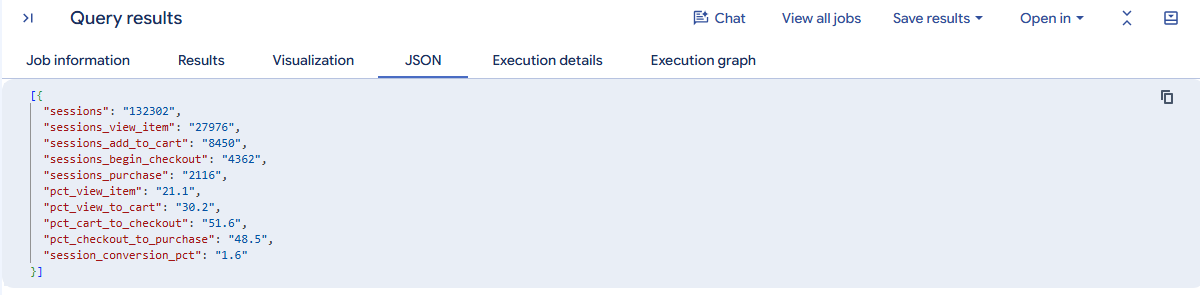 Query results Chat View all jobs Save results Open in
Job information Results Visualization JSON Execution details Execution graph
[{
"sessions": "132302",
"sessions_view_item": "27976",
"sessions_add_to_cart": "8450",
"sessions_begin_checkout": "4362",
"sessions_purchase": "2116",
"pct_view_item": "21.1",
"pct_view_to_cart": "30.2",
"pct_cart_to_checkout": "51.6",
"pct_checkout_to_purchase": "48.5",
"session_conversion_pct": "1.6"
}]